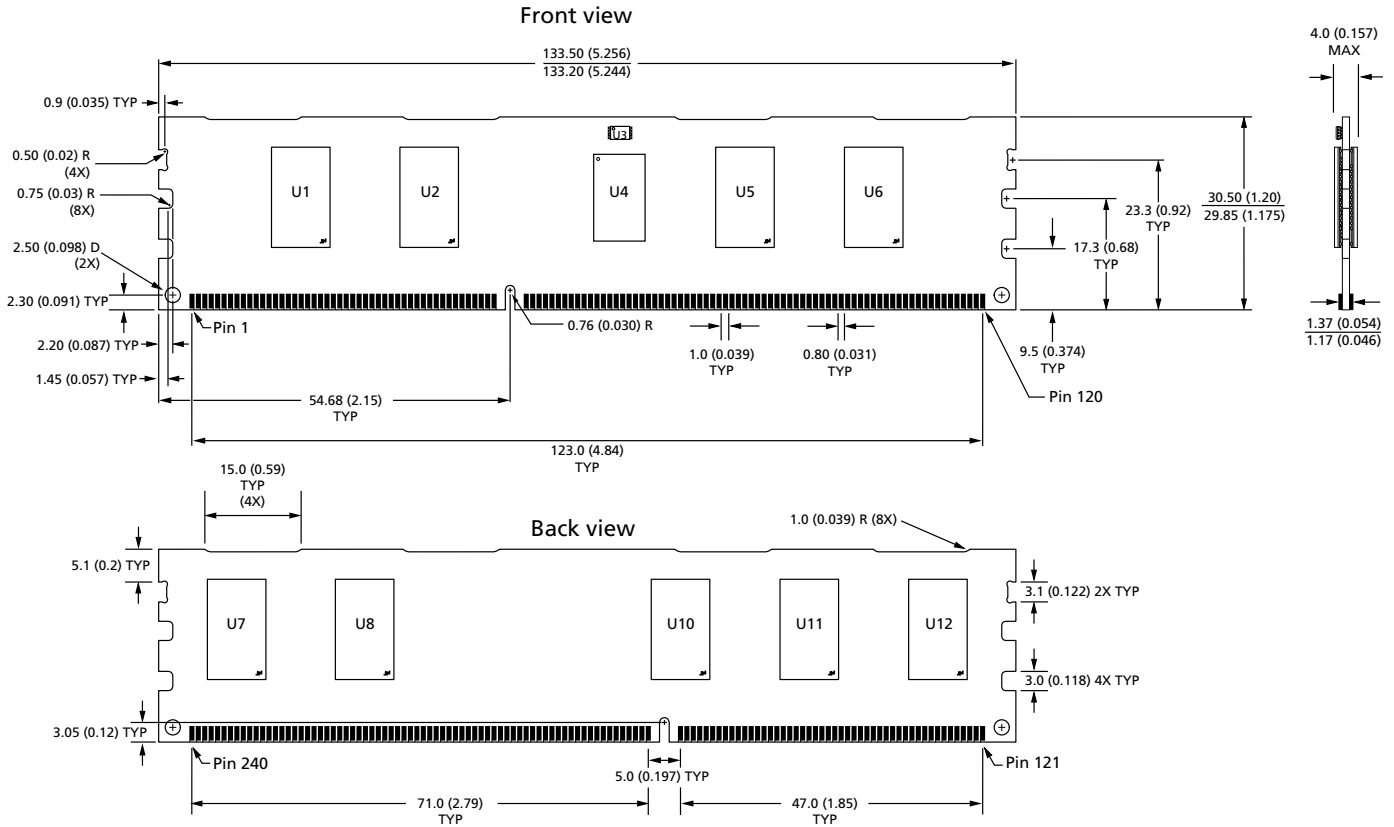 Front view
133.50 (5.256)
133.20 (5.244)
4.0 (0.157)
MAX
0.9 (0.035) TYP
0.50 (0.02) R
(4X)
0.75 (0.03) R
(8X)
2.50 (0.098) D
(2X)
2.30 (0.091) TYP
2.20 (0.087) TYP
1.45 (0.057) TYP
U1
U2
U3
U4
U5
U6
23.3 (0.92)
TYP
17.3 (0.68)
TYP
30.50 (1.20)
29.85 (1.175)
Pin 1
0.76 (0.030) R
1.0 (0.039)
TYP
0.80 (0.031)
TYP
9.5 (0.374)
TYP
1.37 (0.054)
1.17 (0.046)
54.68 (2.15)
TYP
Pin 120
123.0 (4.84)
TYP
15.0 (0.59)
TYP
(4X)
Back view
1.0 (0.039) R (8X)
5.1 (0.2) TYP
U7
U8
U10
U11
U12
3.1 (0.122) 2X TYP
3.0 (0.118) 4X TYP
3.05 (0.12) TYP
Pin 240
5.0 (0.197) TYP
Pin 121
71.0 (2.79)
TYP
47.0 (1.85)
TYP